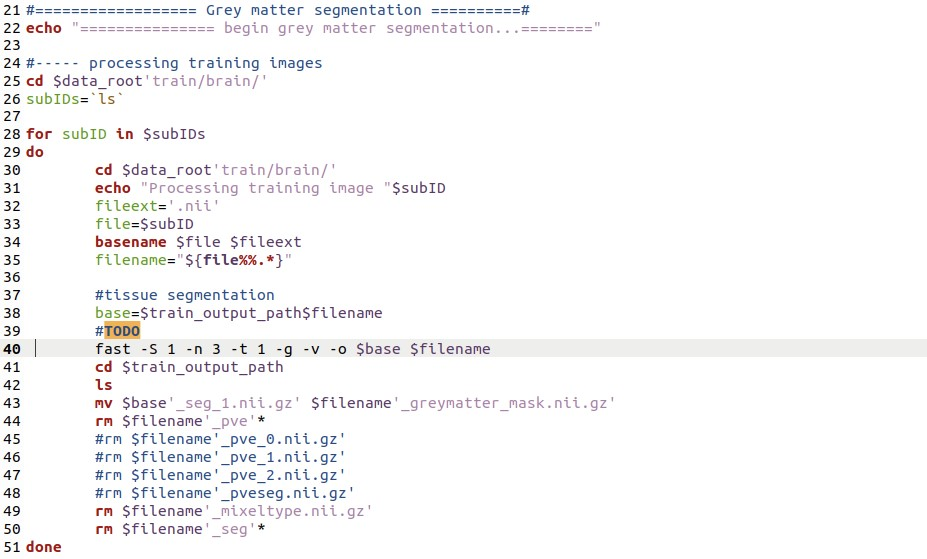 21 #================== Grey matter segmentation ==========#
22 echo "=============== begin grey matter segmentation...========"
23
24 #----- processing training images
25 cd $data_root'train/brain/'
26 subIDs=`ls`
27
28 for subID in $subIDs
29 do
30 cd $data_root'train/brain/'
31 echo "Processing training image "$subID
32 fileext='.nii'
33 file=$subID
34 basename $file $fileext
35 filename="${file%%.*}"
36
37 #tissue segmentation
38 base=$train_output_path$filename
39 #TODO
40 fast -S 1 -n 3 -t 1 -g -v -o $base $filename
41 cd $train_output_path
42 ls
43 mv $base'_seg_1.nii.gz' $filename'_greymatter_mask.nii.gz'
44 rm $filename'_pve'*
45 #rm $filename'_pve_0.nii.gz'
46 #rm $filename'_pve_1.nii.gz'
47 #rm $filename'_pve_2.nii.gz'
48 #rm $filename'_pveseg.nii.gz'
49 rm $filename'_mixeltype.nii.gz'
50 rm $filename'_seg'*
51 done